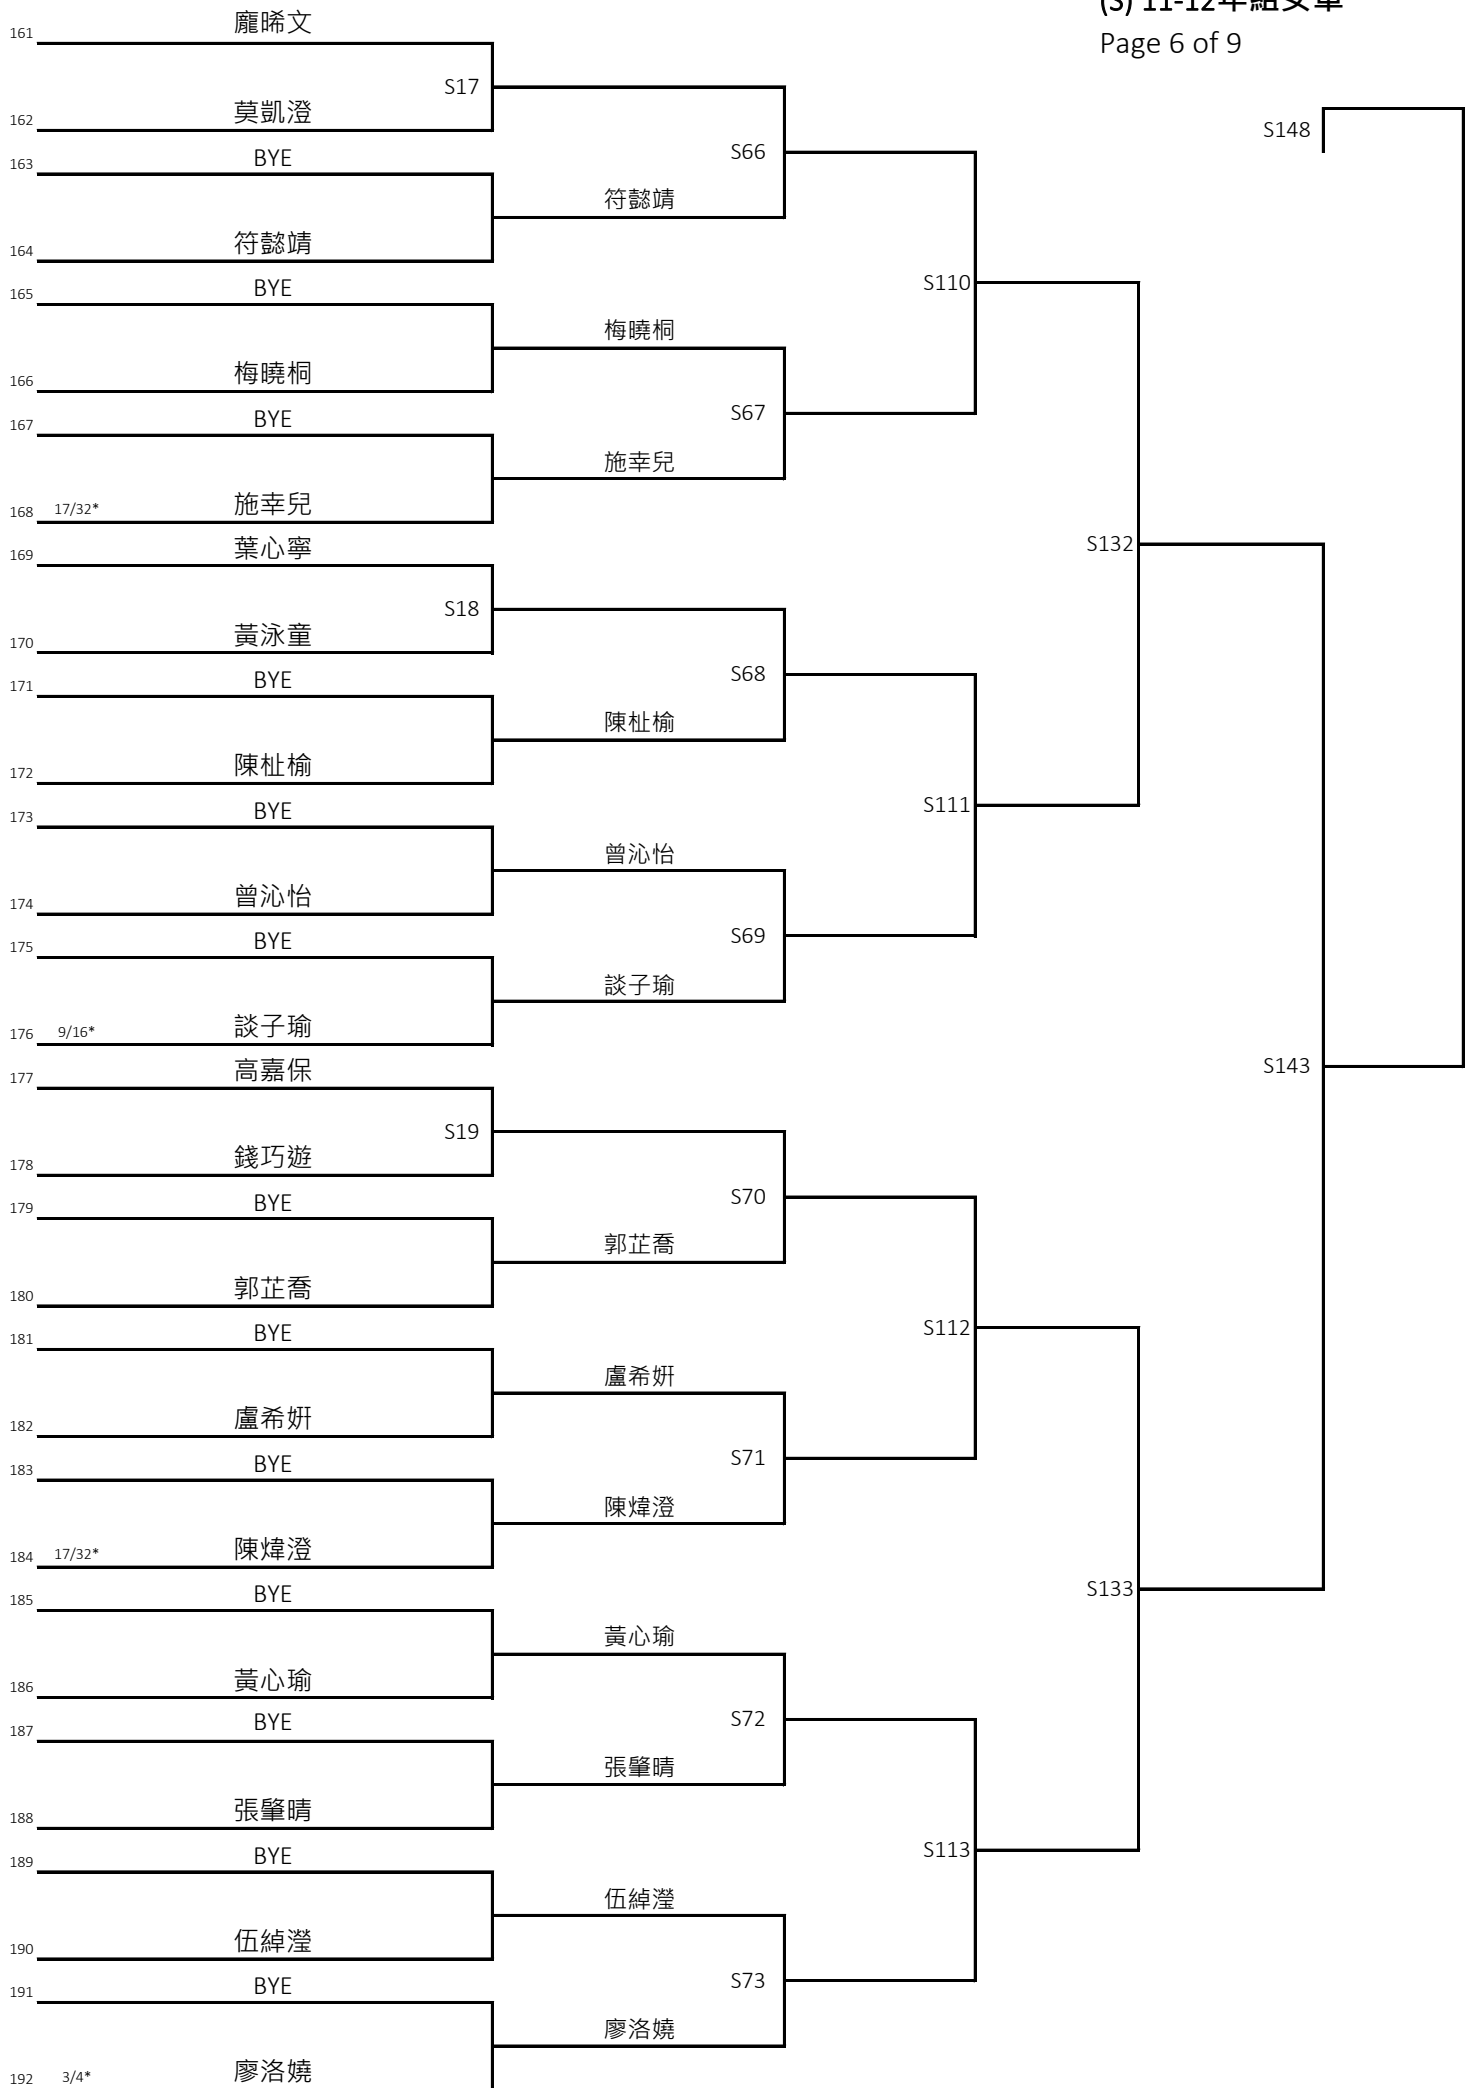 (S) 11-12年組女單
Page 6 of 9
161 龐晞文
S17
162 莫凱澄
S148
163 BYE
S66
符懿靖
164 符懿靖
165 BYE
S110
梅曉桐
166 梅曉桐
167 BYE
S67
施幸兒
168 17/32* 施幸兒
169 葉心寧
S132
S18
170 黃泳童
171 BYE
S68
陳杫榆
172 陳杫榆
173 BYE
S111
曾沁怡
174 曾沁怡
175 BYE
S69
談子瑜
176 9/16* 談子瑜
177 高嘉保
S143
S19
178 錢巧遊
179 BYE
S70
郭芷喬
180 郭芷喬
181 BYE
S112
盧希妍
182 盧希妍
183 BYE
S71
陳煒澄
184 17/32* 陳煒澄
185 BYE
S133
黃心瑜
186 黃心瑜
187 BYE
S72
張肇晴
188 張肇晴
189 BYE
S113
伍綽瀅
190 伍綽瀅
191 BYE
S73
廖洛嬈
192 3/4* 廖洛嬈